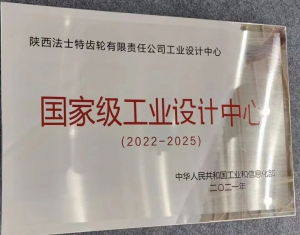 陕西法士特齿轮有限责任公司工业设计中心
国家级工业设计中心
(2022-2025)
中华人民共和国工业和信息化部
二〇二一年